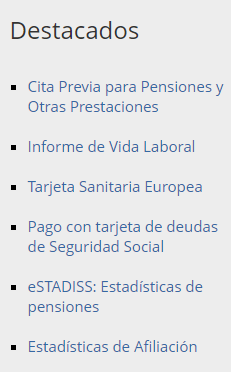 Destacados
Cita Previa para Pensiones y
Otras Prestaciones
Informe de Vida Laboral
Tarjeta Sanitaria Europea
Pago con tarjeta de deudas
de Seguridad Social
eSTADISS: Estadísticas de
pensiones
Estadísticas de Afiliación